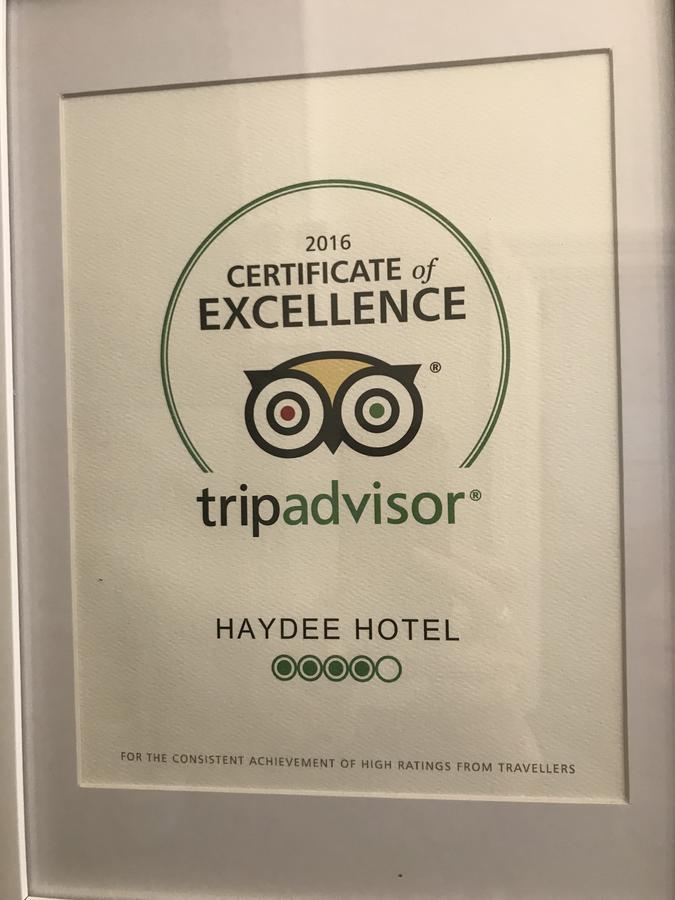 2016
CERTIFICATE of
EXCELLENCE
®
tripadvisor®
HAYDEE HOTEL
FOR THE CONSISTENT ACHIEVEMENT OF HIGH RATINGS FROM TRAVELLERS